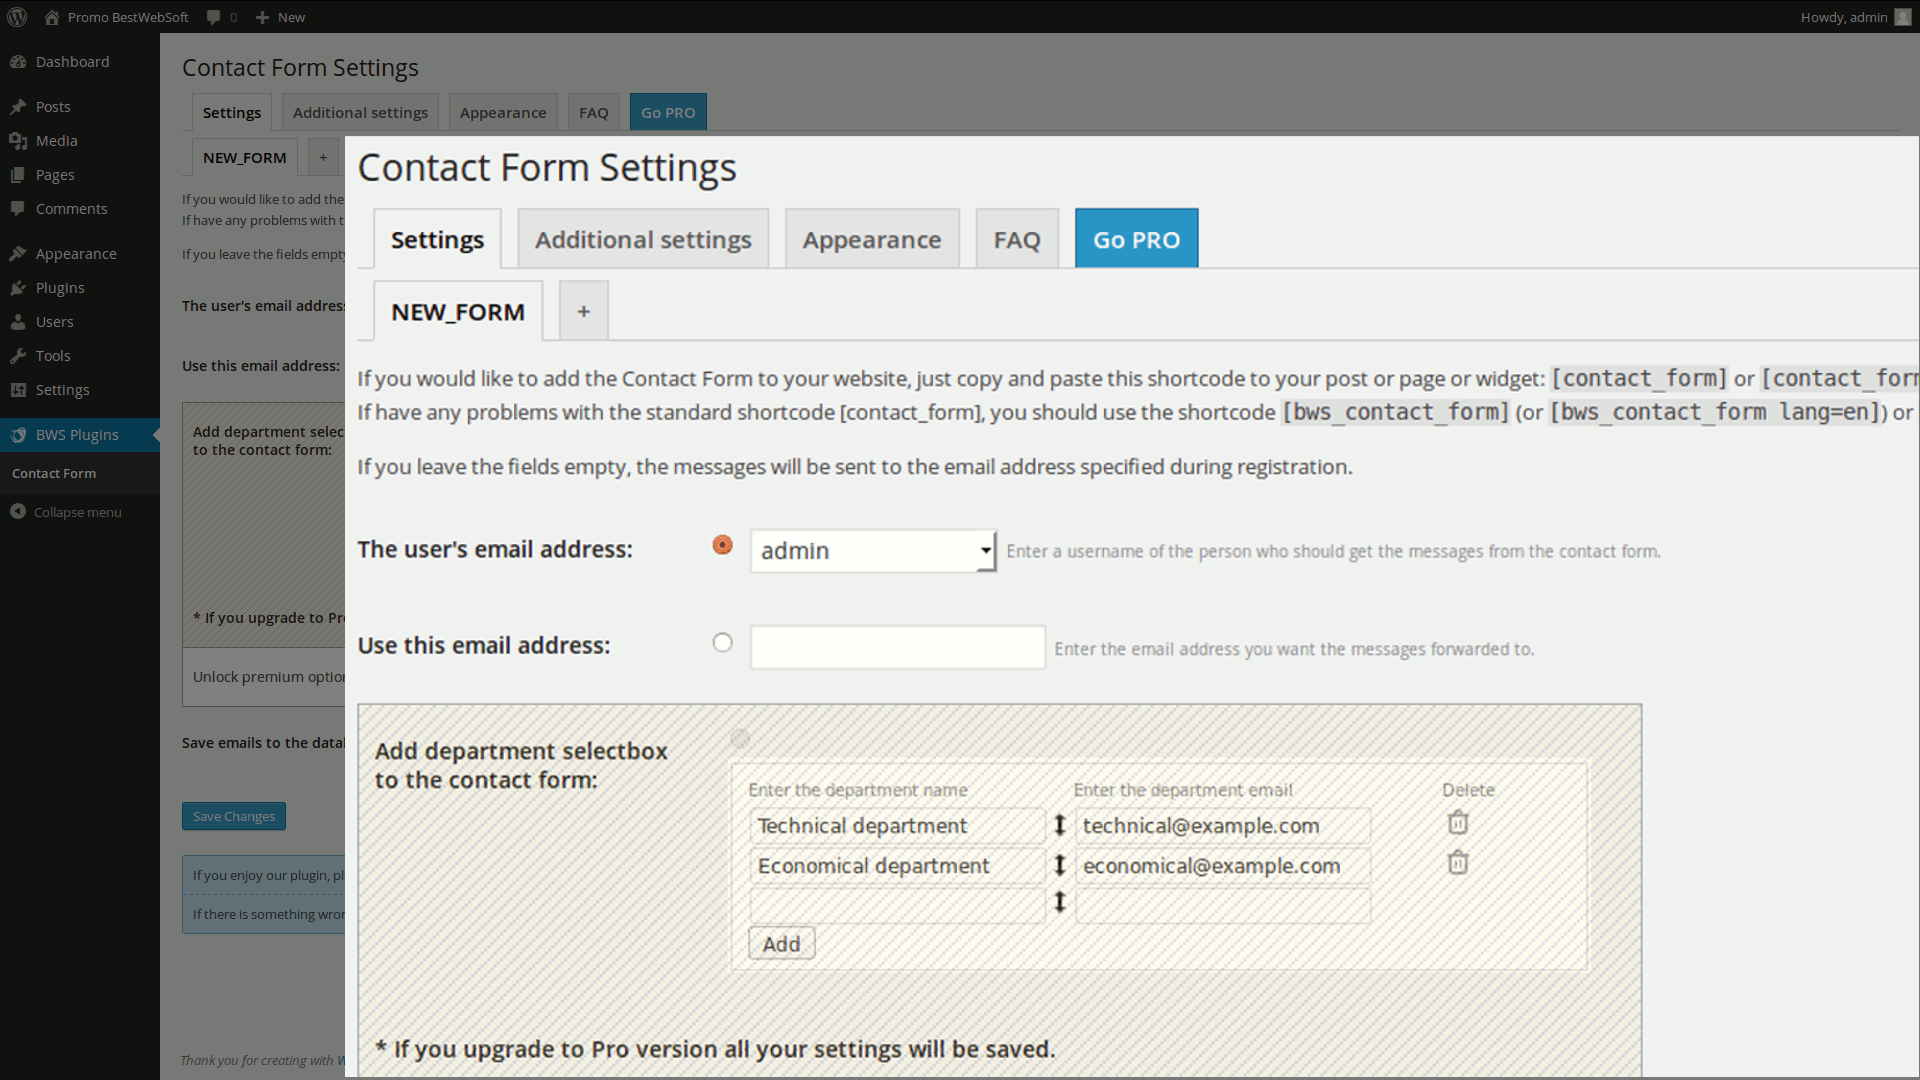 Promo BestWebSoft 0 New Howdy, admin
Dashboard
Posts
Media
Pages
Comments
Appearance
Plugins
Users
Tools
Settings
BWS Plugins
Contact Form
Collapse menu
Contact Form Settings
Settings Additional settings Appearance FAQ Go PRO
NEW_FORM +
If you would like to add the
If have any problems with t
If you leave the fields empty
The user's email address:
Use this email address:
Add department select
to the contact form:
* If you upgrade to Pr
Unlock premium option
Save emails to the data
Save Changes
If you enjoy our plugin, pl
If there is something wron
Thank you for creating with W
Contact Form Settings
Settings Additional settings Appearance FAQ Go PRO
NEW_FORM +
If you would like to add the Contact Form to your website, just copy and paste this shortcode to your post or page or widget: [contact_form] or [contact_form
If have any problems with the standard shortcode [contact_form], you should use the shortcode [bws_contact_form] (or [bws_contact_form lang=en]) or
If you leave the fields empty, the messages will be sent to the email address specified during registration.
The user's email address: admin Enter a username of the person who should get the messages from the contact form.
Use this email address: Enter the email address you want the messages forwarded to.
Add department selectbox
to the contact form:
Enter the department name Enter the department email Delete
Technical department technical@example.com
Economical department economical@example.com
Add
* If you upgrade to Pro version all your settings will be saved.